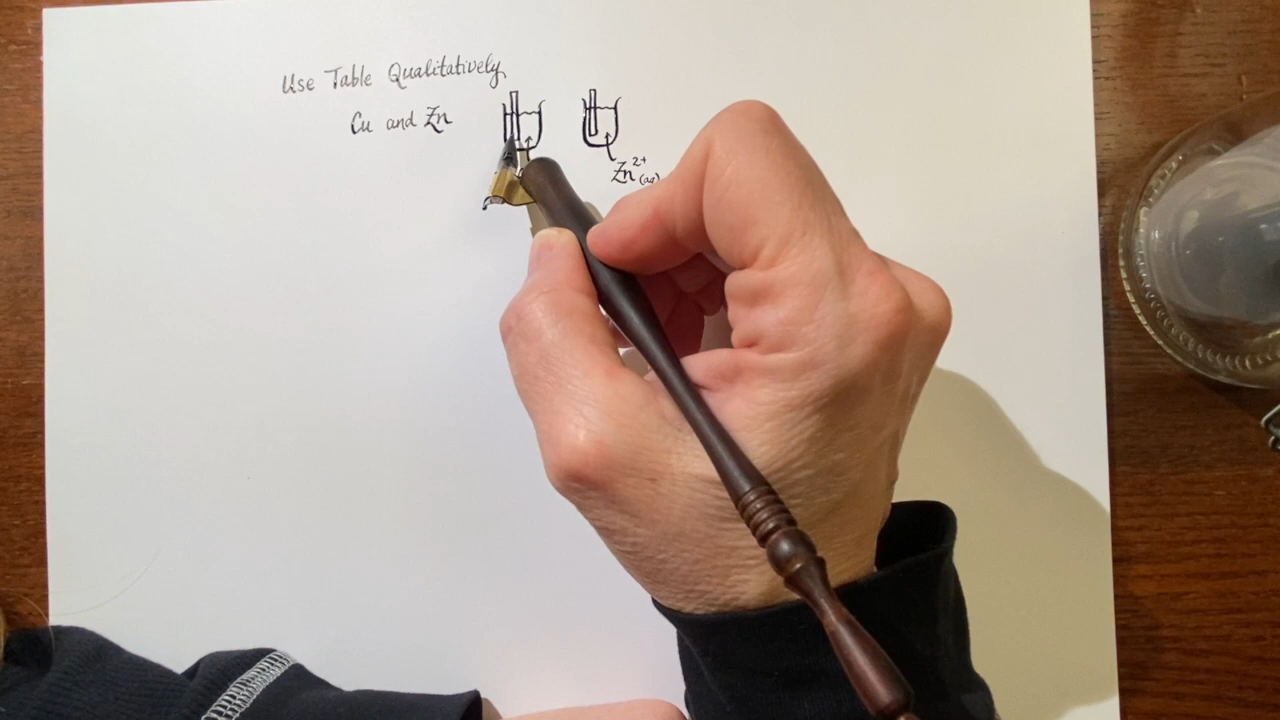 Use Table Qualitatively
Cu and Zn
Zn²⁺(aq)